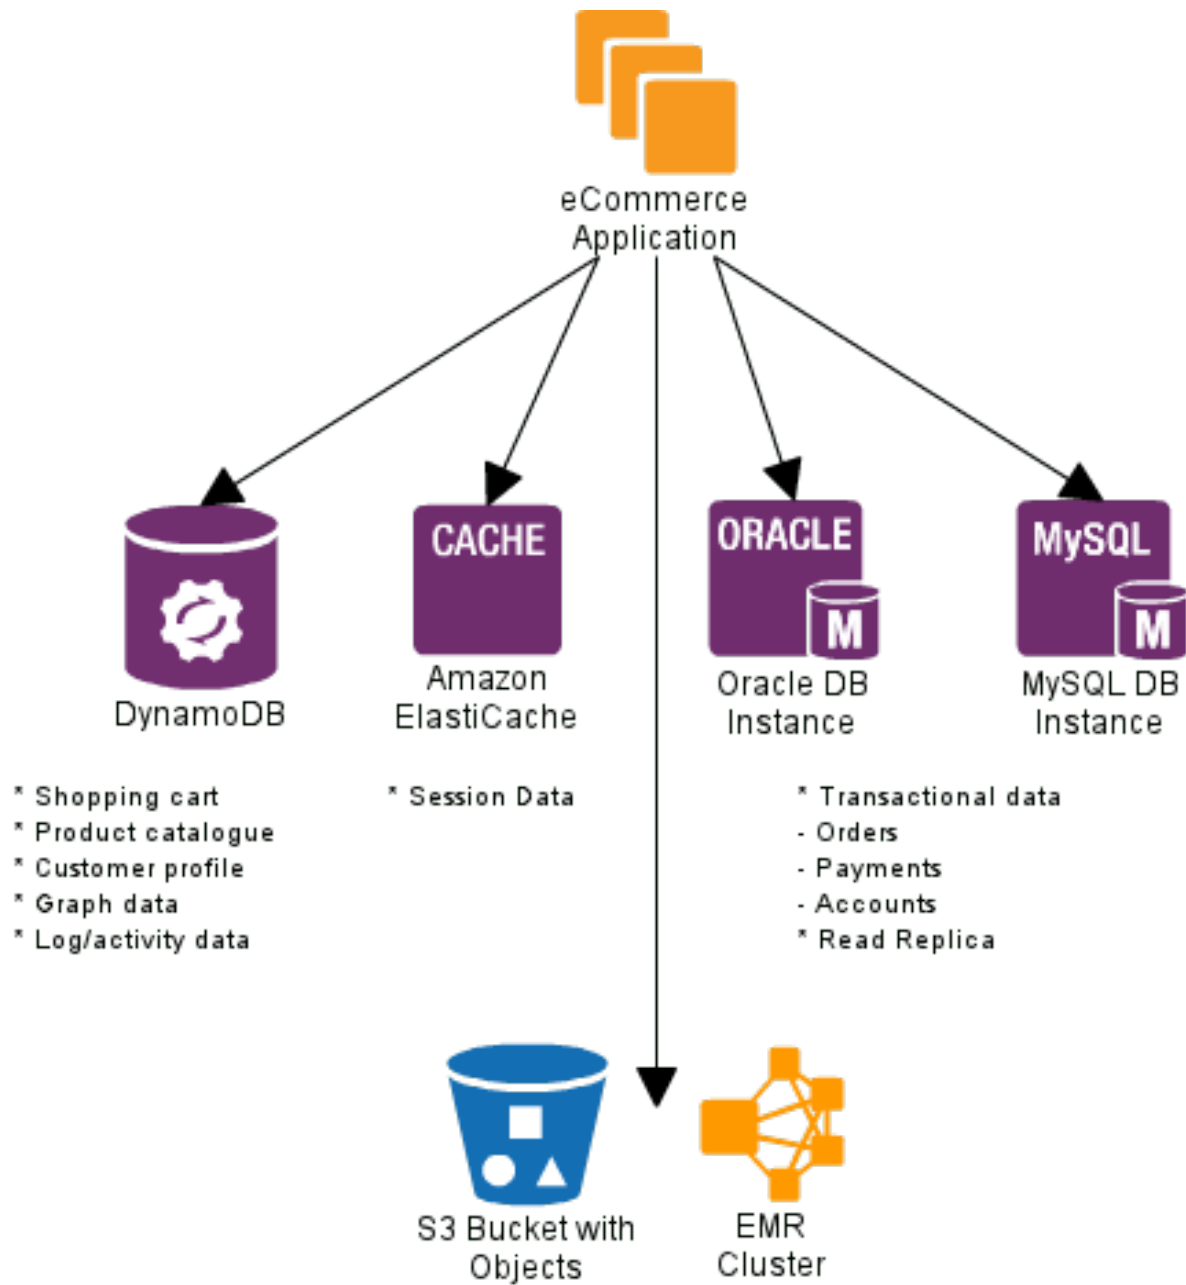 eCommerce
Application
CACHE
ORACLE
MySQL
M
M
DynamoDB
Amazon
ElastiCache
Oracle DB
Instance
MySQL DB
Instance
* Shopping cart
* Product catalogue
* Customer profile
* Graph data
* Log/activity data
* Session Data
* Transactional data
- Orders
- Payments
- Accounts
* Read Replica
S3 Bucket with
Objects
EMR
Cluster